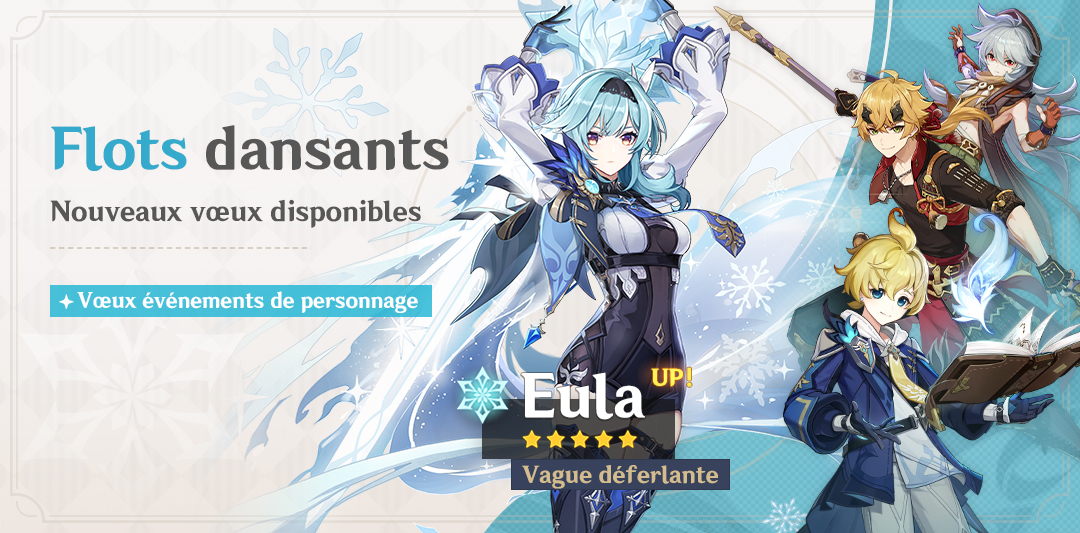 Flots dansants
Nouveaux vœux disponibles
Vœux événements de personnage
UP!
Eula
Vague déferlante